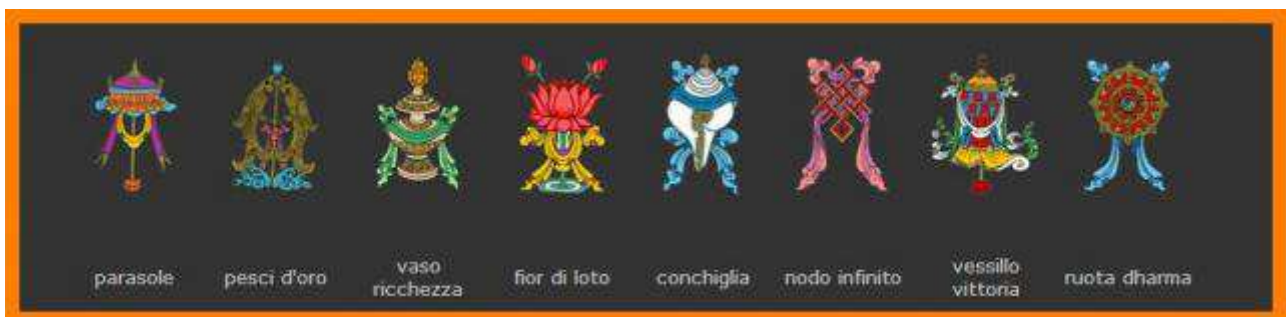 parasole
pesci d'oro
vaso
ricchezza
fior di loto
conchiglia
nodo infinito
vessillo
vittoria
ruota dharma